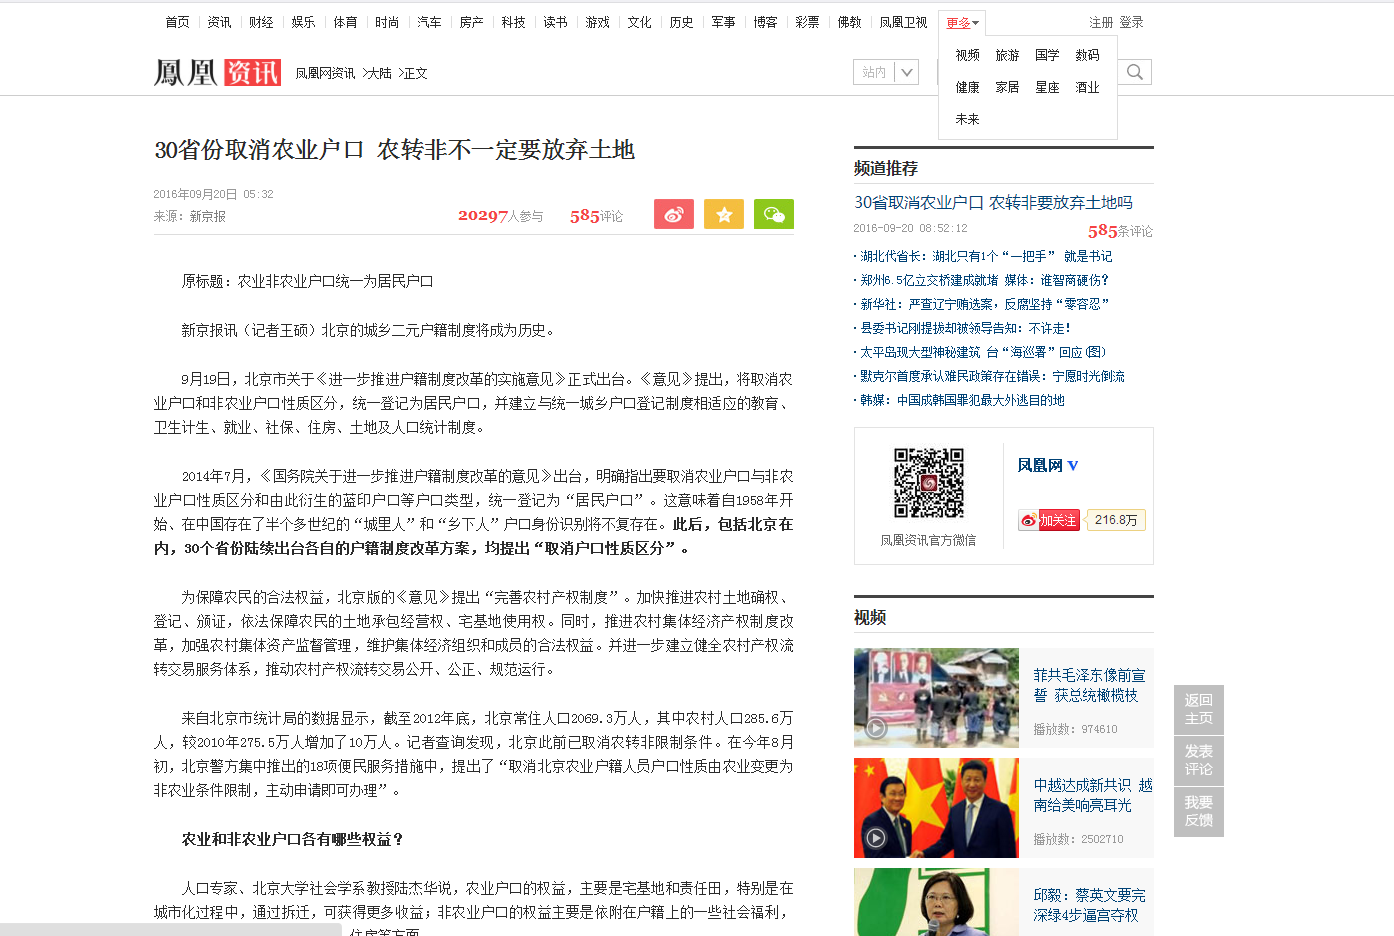 首页 资讯 财经 娱乐 体育 时尚 汽车 房产 科技 读书 游戏 文化 历史 军事 博客 彩票 佛教 凤凰卫视 更多 注册 登录
视频 旅游 国学 数码
健康 家居 星座 酒业
未来
鳳凰 资讯 凤凰网资讯 >大陆 >正文
站内
30省份取消农业户口 农转非不一定要放弃土地
2016年09月20日 05:32
来源：新京报
20297人参与 585评论
原标题：农业非农业户口统一为居民户口
新京报讯（记者王硕）北京的城乡二元户籍制度将成为历史。
9月19日，北京市关于《进一步推进户籍制度改革的实施意见》正式出台。《意见》提出，将取消农
业户口和非农业户口性质区分，统一登记为居民户口，并建立与统一城乡户口登记制度相适应的教育、
卫生计生、就业、社保、住房、土地及人口统计制度。
2014年7月，《国务院关于进一步推进户籍制度改革的意见》出台，明确指出要取消农业户口与非农
业户口性质区分和由此衍生的蓝印户口等户口类型，统一登记为“居民户口”。这意味着自1958年开
始、在中国存在了半个多世纪的“城里人”和“乡下人”户口身份识别将不复存在。此后，包括北京在
内，30个省份陆续出台各自的户籍制度改革方案，均提出“取消户口性质区分”。
为保障农民的合法权益，北京版的《意见》提出“完善农村产权制度”。加快推进农村土地确权、
登记、颁证，依法保障农民的土地承包经营权、宅基地使用权。同时，推进农村集体经济产权制度改
革，加强农村集体资产监督管理，维护集体经济组织和成员的合法权益。并进一步建立健全农村产权流
转交易服务体系，推动农村产权流转交易公开、公正、规范运行。
来自北京市统计局的数据显示，截至2012年底，北京常住人口2069.3万人，其中农村人口285.6万
人，较2010年275.5万人增加了10万人。记者查询发现，北京此前已取消农转非限制条件。在今年8月
初，北京警方集中推出的18项便民服务措施中，提出了“取消北京农业户籍人员户口性质由农业变更为
非农业条件限制，主动申请即可办理”。
农业和非农业户口各有哪些权益？
人口专家、北京大学社会学系教授陆杰华说，农业户口的权益，主要是宅基地和责任田，特别是在
城市化过程中，通过拆迁，可获得更多收益；非农业户口的权益主要是依附在户籍上的一些社会福利，
住房等方面
频道推荐
30省取消农业户口 农转非要放弃土地吗
2016-09-20 08:52:12 585条评论
· 湖北代省长：湖北只有1个“一把手” 就是书记
· 郑州6.5亿立交桥建成就堵 媒体：谁智商硬伤？
· 新华社：严查辽宁贿选案，反腐坚持“零容忍”
· 县委书记刚提拔却被领导告知：不许走！
· 太平岛现大型神秘建筑 台“海巡署”回应(图)
· 默克尔首度承认难民政策存在错误：宁愿时光倒流
· 韩媒：中国成韩国罪犯最大外逃目的地
凤凰网 V
加关注 216.8万
凤凰资讯官方微信
视频
菲共毛泽东像前宣
誓 获总统橄榄枝
播放数：974610
中越达成新共识 越
南给美响亮耳光
播放数：2502710
邱毅：蔡英文要完
深绿4步逼宫夺权
返回
主页
发表
评论
我要
反馈